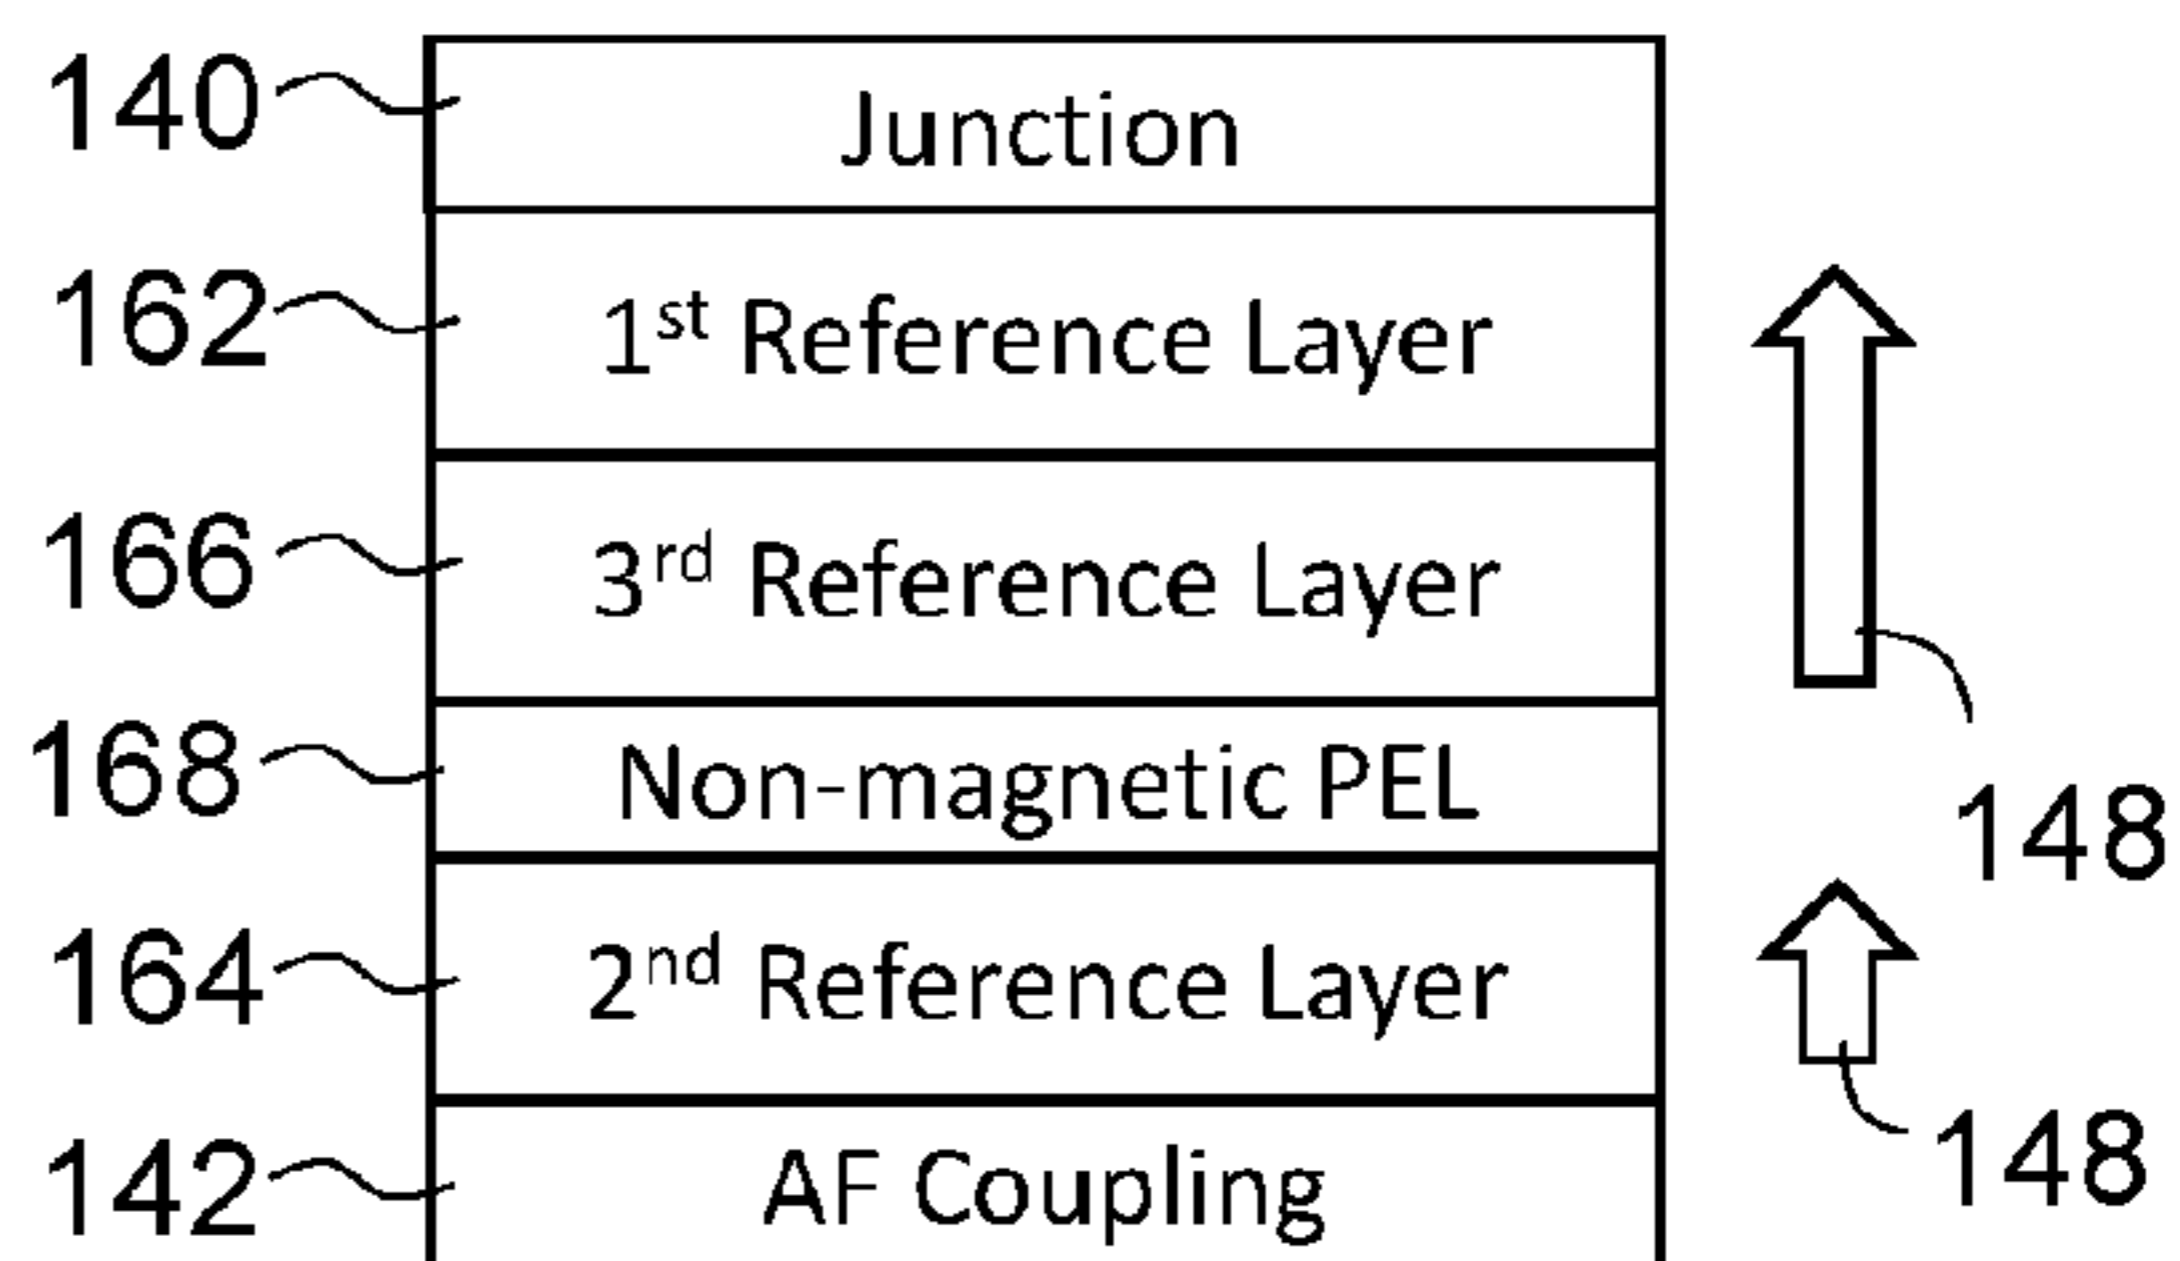 140 Junction
162 1st Reference Layer
166 3rd Reference Layer
168 Non-magnetic PEL
148
164 2nd Reference Layer
142 AF Coupling
148